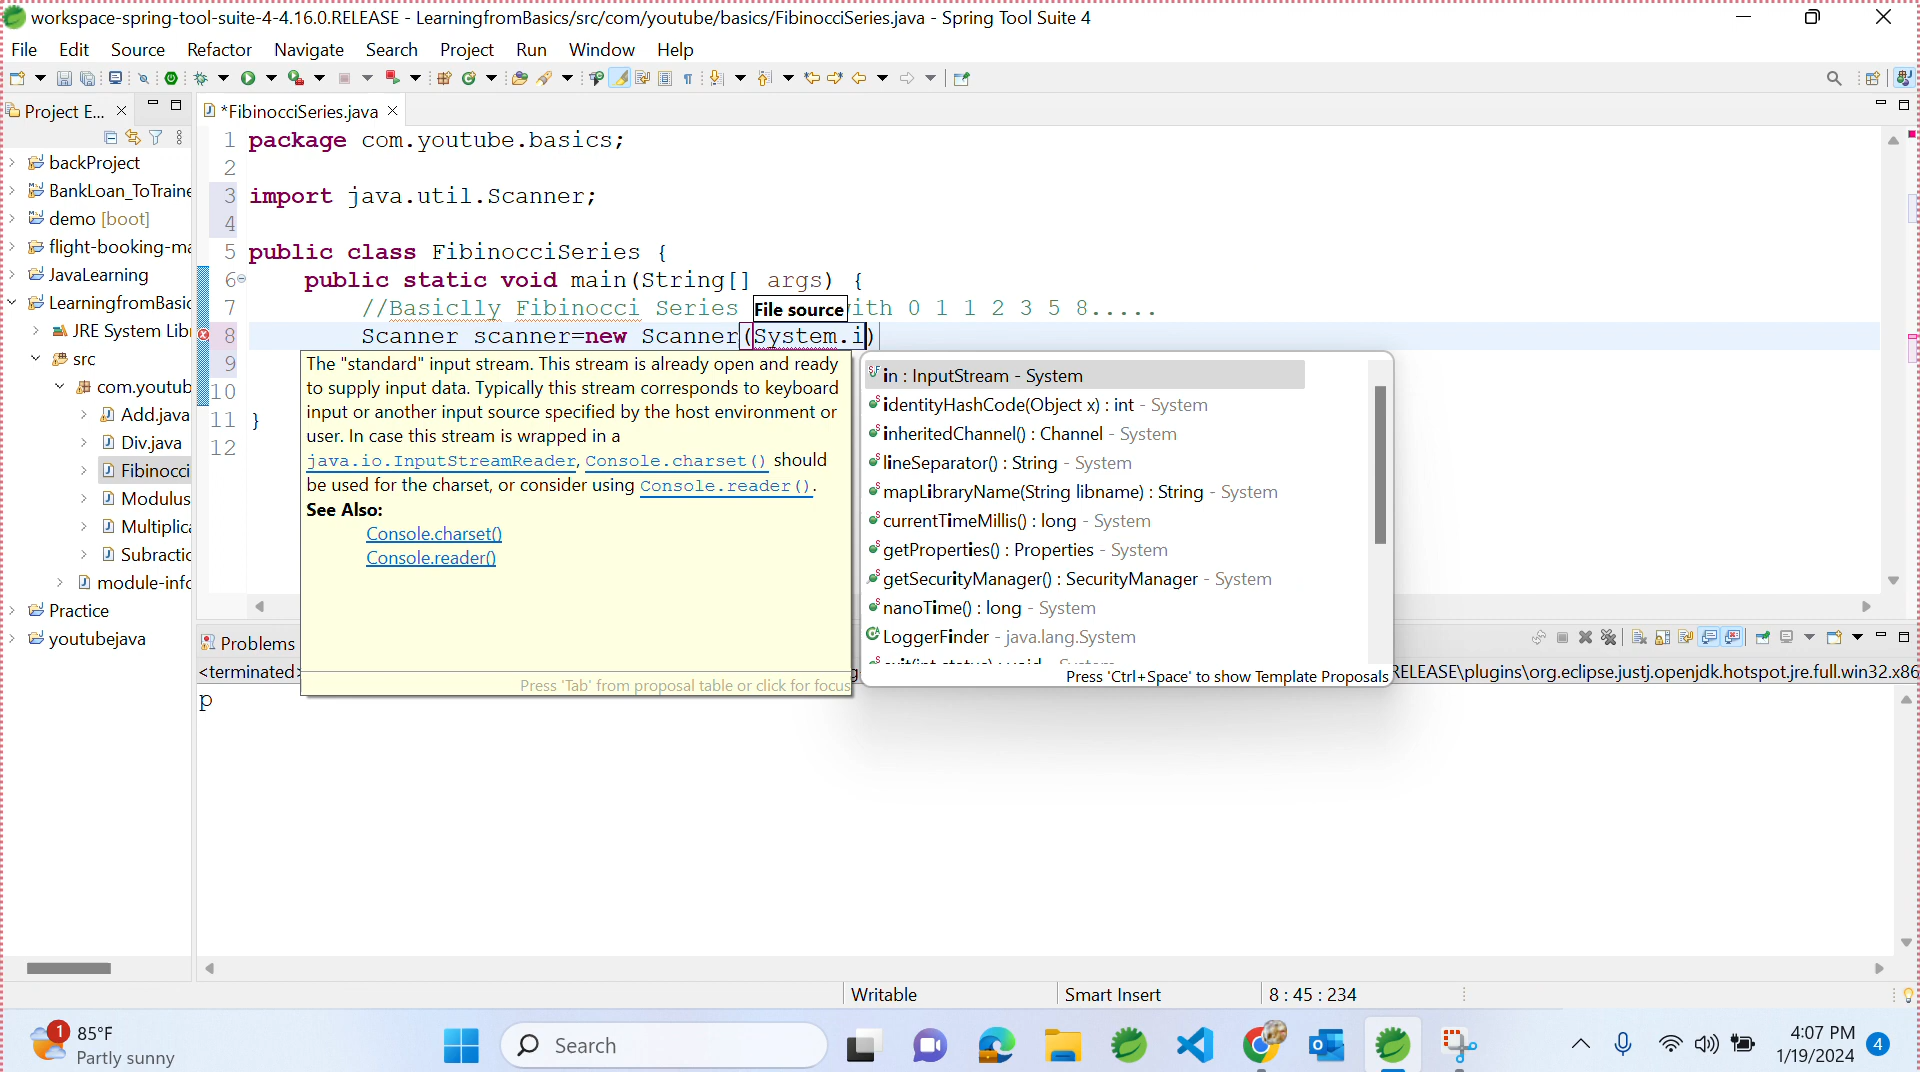 workspace-spring-tool-suite-4-4.16.0.RELEASE - LearningfromBasics/src/com/youtube/basics/FibinocciSeries.java - Spring Tool Suite 4
File Edit Source Refactor Navigate Search Project Run Window Help
Project E...
*FibinocciSeries.java
backProject
BankLoan_ToTraine
demo [boot]
flight-booking-ma
JavaLearning
LearningfromBasic
JRE System Lib
src
com.youtub
Add.java
Div.java
Fibinocci
Modulus
Multiplica
Subractio
module-info
Practice
youtubejava
1 package com.youtube.basics;
2
3 import java.util.Scanner;
4
5 public class FibinocciSeries {
6 public static void main(String[] args) {
7 //Basiclly Fibinocci Series ith 0 1 1 2 3 5 8.....
File source
8 Scanner scanner=new Scanner(System.i)
9
10
11 }
12
The "standard" input stream. This stream is already open and ready
to supply input data. Typically this stream corresponds to keyboard
input or another input source specified by the host environment or
user. In case this stream is wrapped in a
java.io.InputStreamReader, Console.charset() should
be used for the charset, or consider using Console.reader().
See Also:
Console.charset()
Console.reader()
Press 'Tab' from proposal table or click for focus
in : InputStream - System
identityHashCode(Object x) : int - System
inheritedChannel() : Channel - System
lineSeparator() : String - System
mapLibraryName(String libname) : String - System
currentTimeMillis() : long - System
getProperties() : Properties - System
getSecurityManager() : SecurityManager - System
nanoTime() : long - System
LoggerFinder - java.lang.System
Press 'Ctrl+Space' to show Template Proposals
Problems
<terminated> RELEASE\plugins\org.eclipse.justj.openjdk.hotspot.jre.full.win32.x86
p
Writable Smart Insert 8 : 45 : 234
1
85°F
Partly sunny
Search
4:07 PM
1/19/2024
4